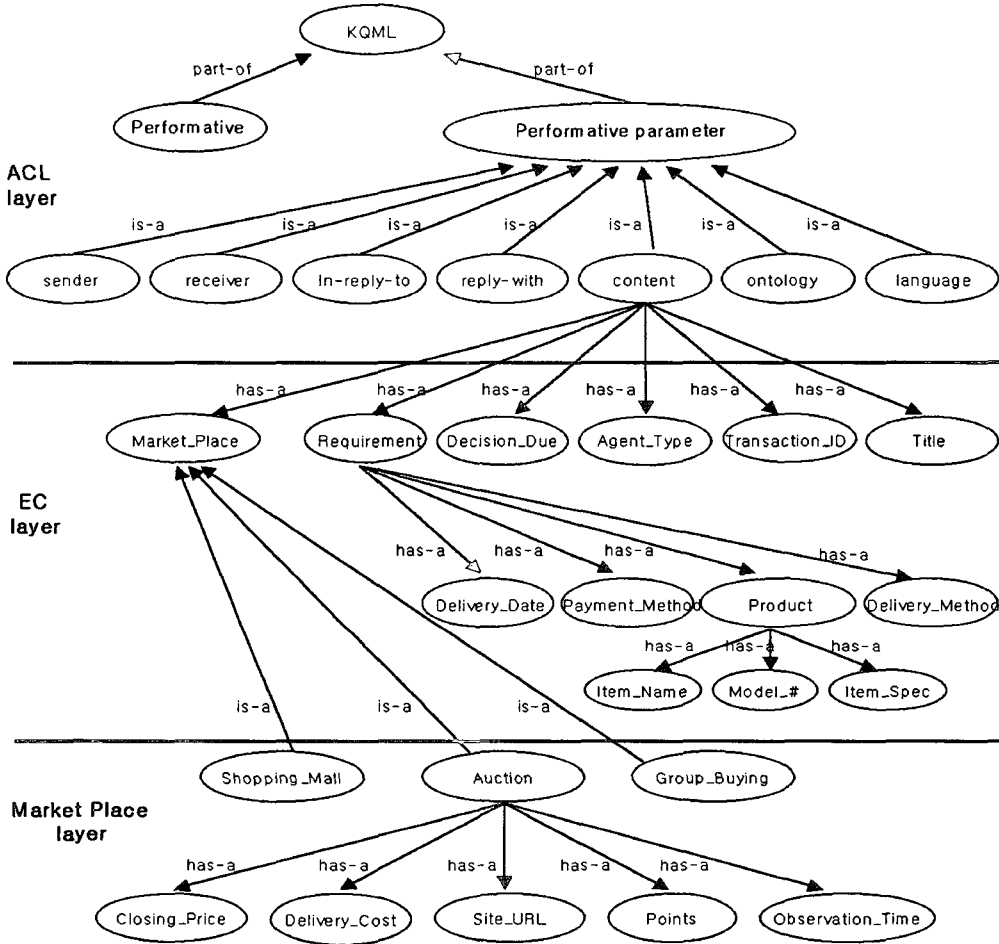 KQML
part-of
part-of
Performative
Performative parameter
ACL
layer
is-a
is-a
is-a
is-a
is-a
is-a
is-a
sender
receiver
In-reply-to
reply-with
content
ontology
language
has-a
has-a
has-a
has-a
has-a
has-a
Market_Place
Requirement
Decision_Due
Agent_Type
Transaction_ID
Title
EC
layer
has-a
has-a
has-a
has-a
Delivery_Date
Payment_Method
Product
Delivery_Method
has-a
has-a
has-a
Item_Name
Model_#
Item_Spec
is-a
is-a
is-a
Shopping_Mall
Auction
Group_Buying
Market Place
layer
has-a
has-a
has-a
has-a
has-a
Closing_Price
Delivery_Cost
Site_URL
Points
Observation_Time